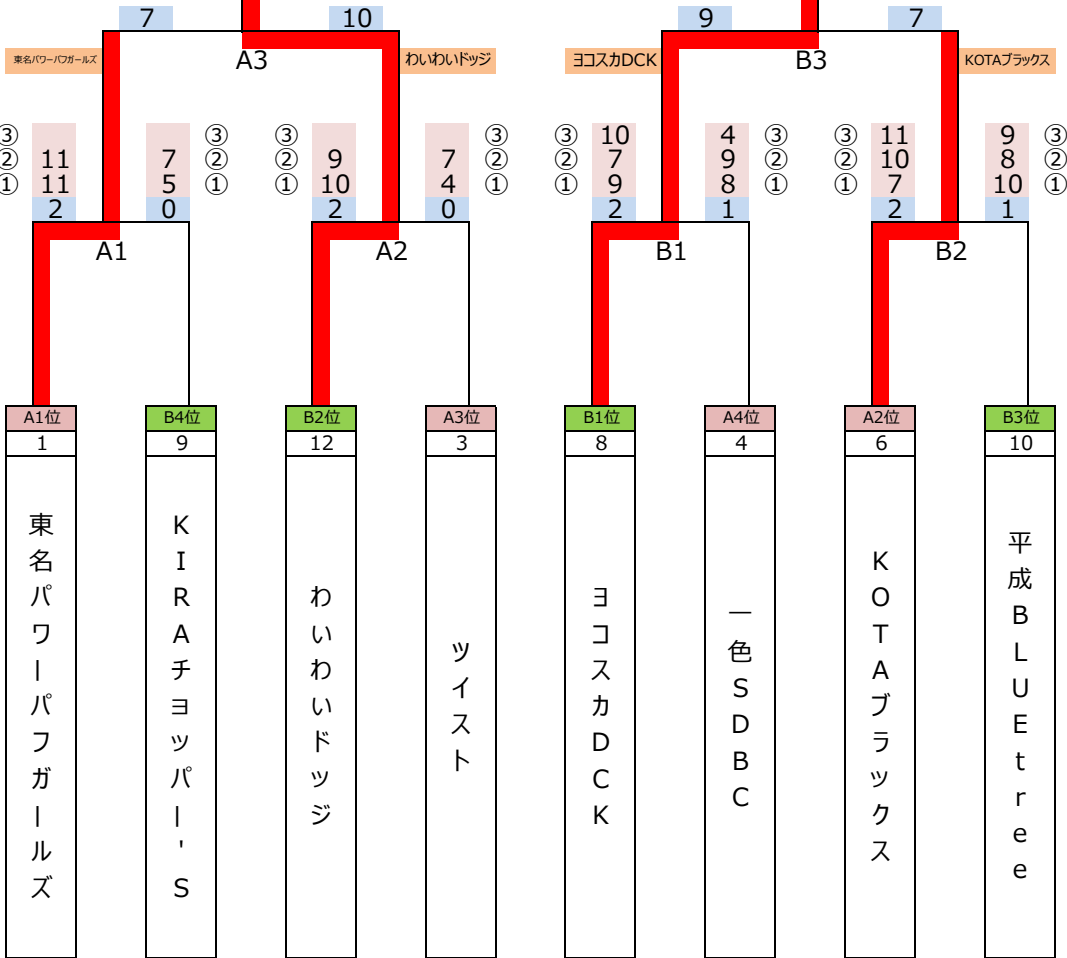 7 10 9 7
東名パワーパフガールズ A3 わいわいドッジ ヨコスカDCK B3 KOTAブラックス
③ ③ ③ ③ ③ 10 4 ③ ③ 11 9 ③
② 11 7 ② ② 9 7 ② ② 7 9 ② ② 10 8 ②
① 11 5 ① ① 10 4 ① ① 9 8 ① ① 7 10 ①
2 0 2 0 2 1 2 1
A1 A2 B1 B2
A1位 B4位 B2位 A3位 B1位 A4位 A2位 B3位
1 9 12 3 8 4 6 10
東名パワーパフガールズ
KIRAチョッパー'S
わいわいドッジ
ツイスト
ヨコスカDCK
一色SDBC
KOTAブラックス
平成BLUEtree